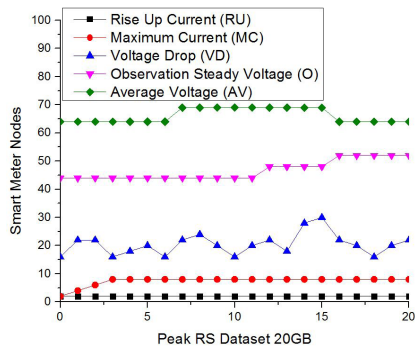 Rise Up Current (RU)
Maximum Current (MC)
Voltage Drop (VD)
Observation Steady Voltage (O)
Average Voltage (AV)
100
90
80
70
60
50
40
30
20
10
0
Smart Meter Nodes
0
5
10
15
20
Peak RS Dataset 20GB